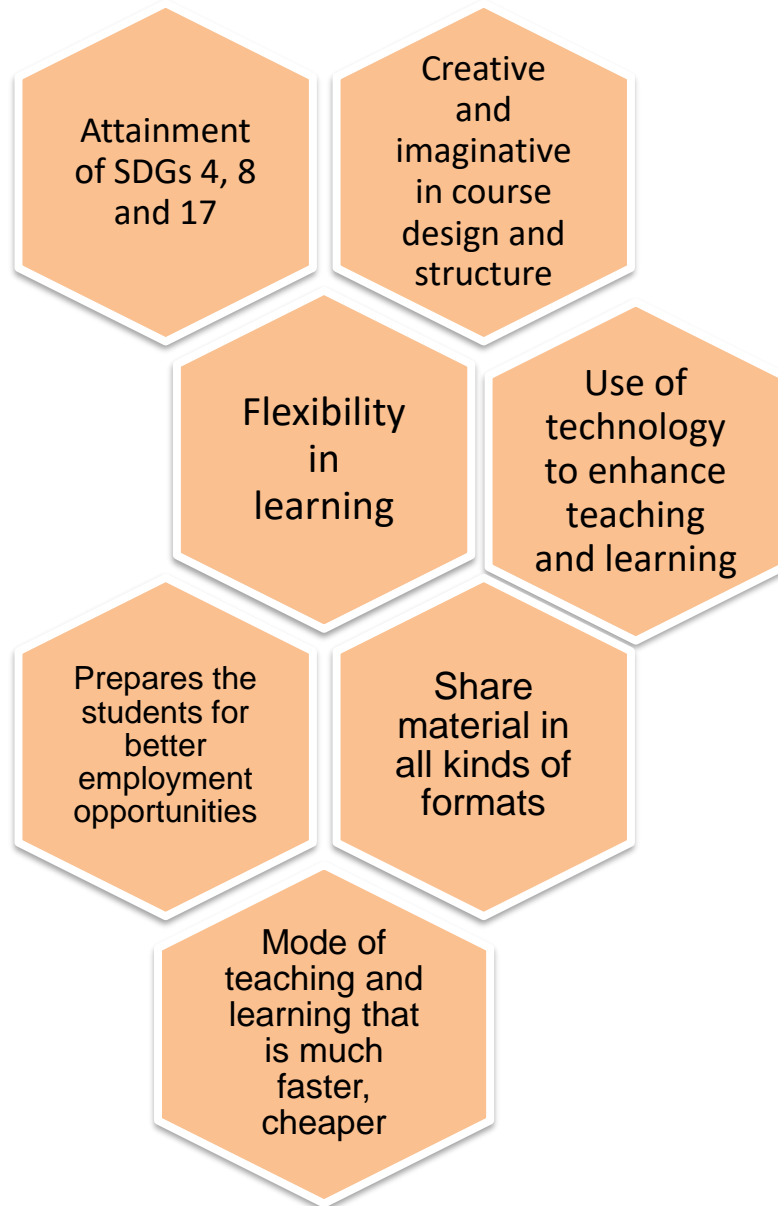 Attainment
of SDGs 4, 8
and 17
Creative
and
imaginative
in course
design and
structure
Flexibility
in
learning
Use of
technology
to enhance
teaching
and learning
Prepares the
students for
better
employment
opportunities
Share
material in
all kinds of
formats
Mode of
teaching and
learning that
is much
faster,
cheaper